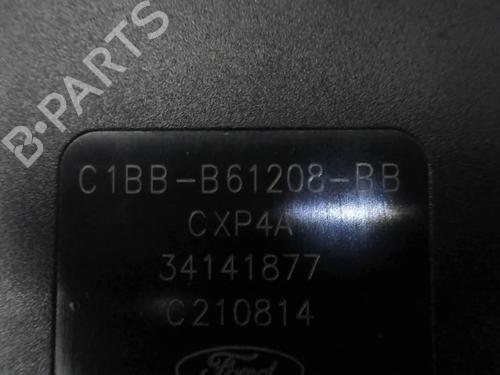 B-PARTS
C1BB-B61208-BB
CXP4A
34141877
C210814
Ford